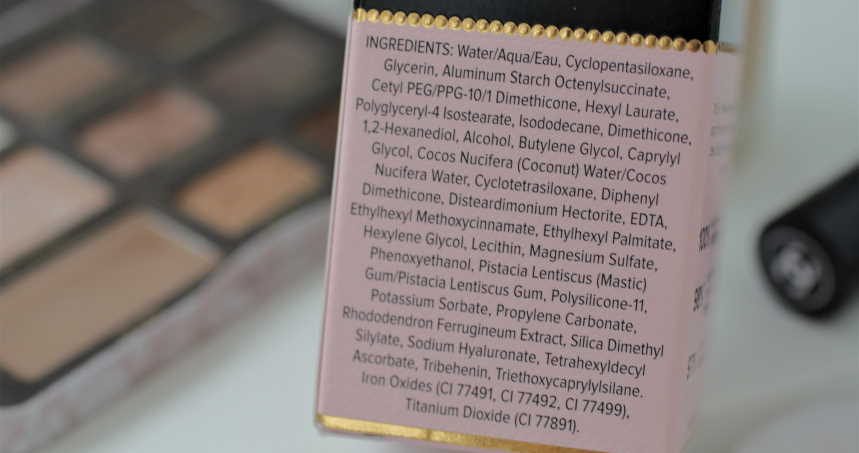 INGREDIENTS: Water/Aqua/Eau, Cyclopentasiloxane,
Glycerin, Aluminum Starch Octenylsuccinate,
Cetyl PEG/PPG-10/1 Dimethicone, Hexyl Laurate,
Polyglyceryl-4 Isostearate, Isododecane, Dimethicone,
1,2-Hexanediol, Alcohol, Butylene Glycol, Caprylyl
Glycol, Cocos Nucifera (Coconut) Water/Cocos
Nucifera Water, Cyclotetrasiloxane, Diphenyl
Dimethicone, Disteardimonium Hectorite, EDTA,
Ethylhexyl Methoxycinnamate, Ethylhexyl Palmitate,
Hexylene Glycol, Lecithin, Magnesium Sulfate,
Phenoxyethanol, Pistacia Lentiscus (Mastic)
Gum/Pistacia Lentiscus Gum, Polysilicone-11,
Potassium Sorbate, Propylene Carbonate,
Rhododendron Ferrugineum Extract, Silica Dimethyl
Silylate, Sodium Hyaluronate, Tetrahexyldecyl
Ascorbate, Tribehenin, Triethoxycaprylylsilane.
Iron Oxides (CI 77491, CI 77492, CI 77499),
Titanium Dioxide (CI 77891).